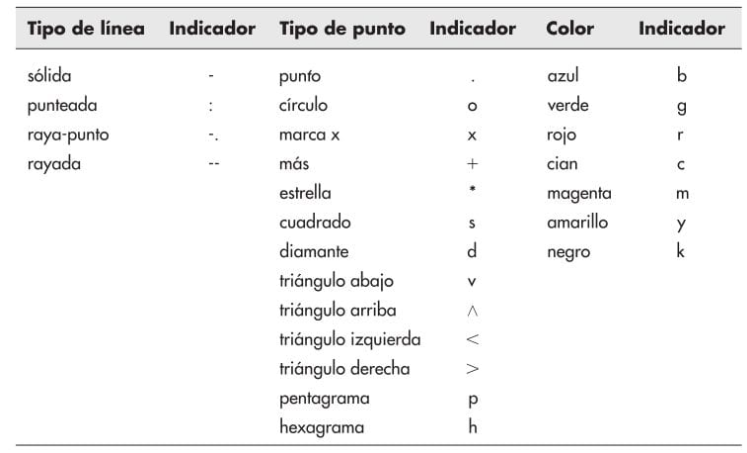 Tipo de línea Indicador Tipo de punto Indicador Color Indicador
sólida - punto . azul b
punteada : círculo o verde g
raya-punto -. marca x x rojo r
rayada -- más + cian c
estrella * magenta m
cuadrado s amarillo y
diamante d negro k
triángulo abajo v
triángulo arriba ^
triángulo izquierda <
triángulo derecha >
pentagrama p
hexagrama h